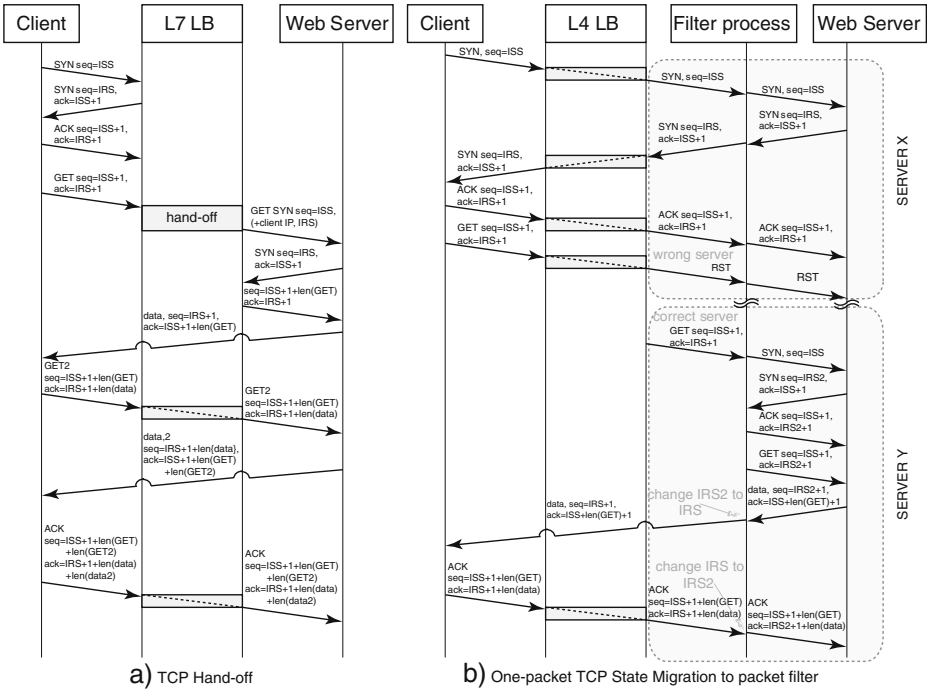 Client
L7 LB
Web Server
SYN seq=ISS
SYN seq=IRS,
ack=ISS+1
ACK seq=ISS+1,
ack=IRS+1
GET seq=ISS+1,
ack=IRS+1
hand-off
GET SYN seq=ISS,
(+client IP, IRS)
SYN seq=IRS,
ack=ISS+1
seq=ISS+1+len(GET)
ack=IRS+1
data, seq=IRS+1,
ack=ISS+1+len(GET)
GET2
seq=ISS+1+len(GET)
ack=IRS+1+len(data)
GET2
seq=ISS+1+len(GET)
ack=IRS+1+len(data)
data,2
seq=IRS+1+len{data},
ack=ISS+1+len(GET)
+len(GET2)
ACK
seq=ISS+1+len(GET)
+len(GET2)
ack=IRS+1+len(data)
+len(data2)
ACK
seq=ISS+1+len(GET)
+len(GET2)
ack=IRS+1+len(data)
+len(data2)
a) TCP Hand-off
Client
L4 LB
Filter process
Web Server
SYN, seq=ISS
SYN, seq=ISS
SYN, seq=ISS
SYN seq=IRS,
ack=ISS+1
SYN seq=IRS,
ack=ISS+1
SYN seq=IRS,
ack=ISS+1
ACK seq=ISS+1,
ack=IRS+1
GET seq=ISS+1,
ack=IRS+1
ACK seq=ISS+1,
ack=IRS+1
ACK seq=ISS+1,
ack=IRS+1
wrong server
RST
RST
SERVER X
correct server
GET seq=ISS+1,
ack=IRS+1
SYN, seq=ISS
SYN seq=IRS2,
ack=ISS+1
ACK seq=ISS+1,
ack=IRS2+1
GET seq=ISS+1,
ack=IRS2+1
data, seq=IRS2+1,
ack=ISS+len(GET)+1
change IRS2 to
IRS
data, seq=IRS+1,
ack=ISS+len(GET)+1
ACK
seq=ISS+1+len(GET)
ack=IRS+1+len(data)
change IRS to
IRS2
ACK
seq=ISS+1+len(GET)
ack=IRS+1+len(data)
ACK
seq=ISS+1+len(GET)
ack=IRS2+1+len(data)
SERVER Y
b) One-packet TCP State Migration to packet filter